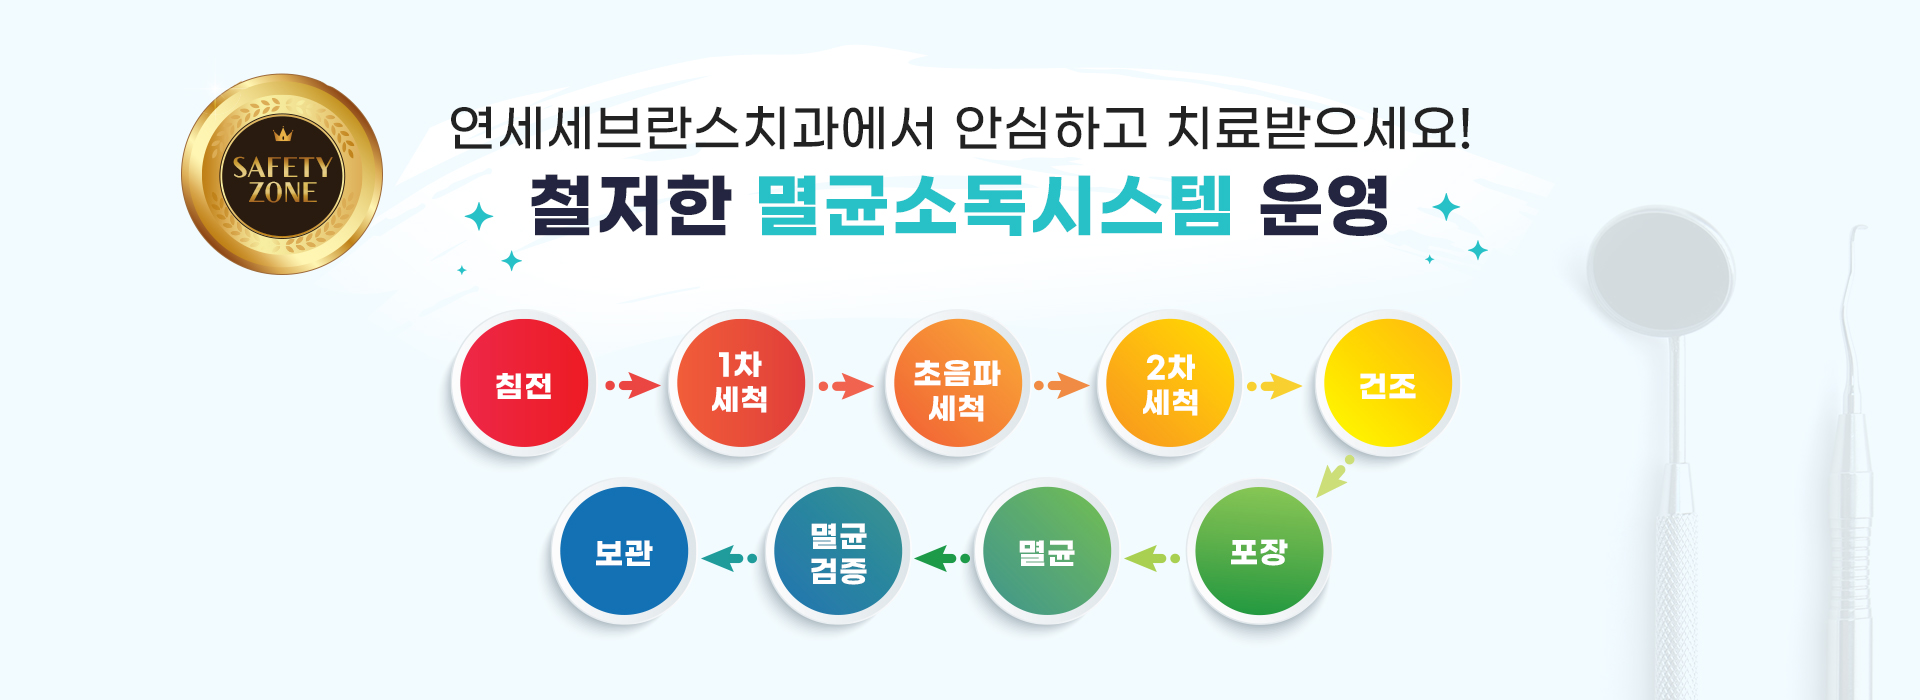 SAFETY
ZONE
연세세브란스치과에서 안심하고 치료받으세요!
철저한 멸균소독시스템 운영
침전
1차
세척
초음파
세척
2차
세척
건조
포장
멸균
멸균
검증
보관